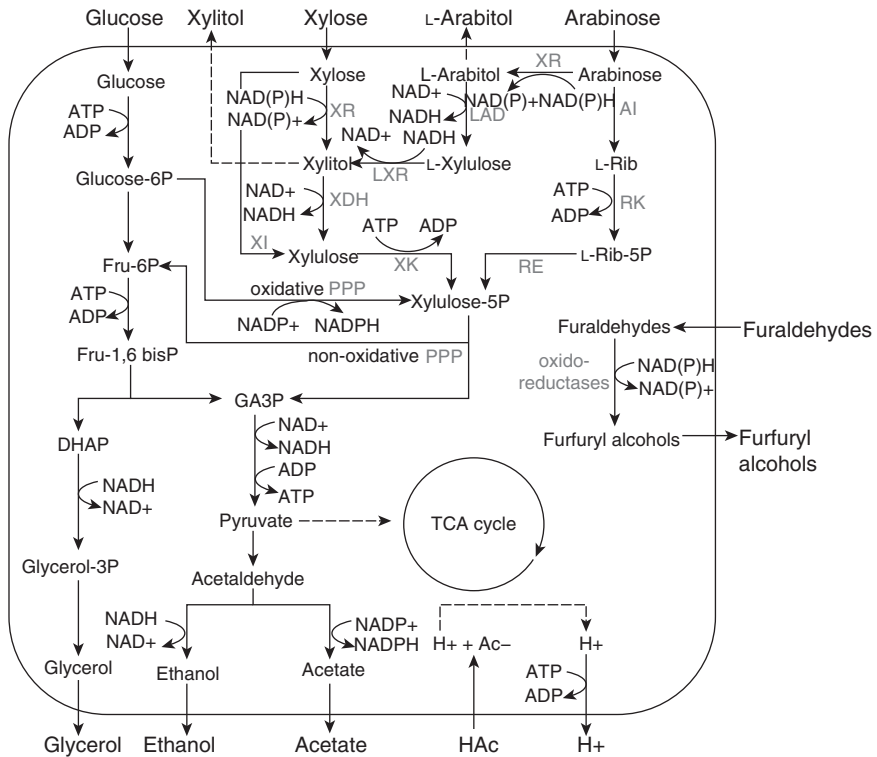 Glucose Xylitol Xylose L-Arabitol Arabinose
XR
Glucose Xylose L-Arabitol Arabinose
ATP NAD(P)H NAD+ NAD(P)+ NAD(P)H
ADP NAD(P)+ XR NADH LAD AI
NAD+ NADH
Glucose-6P Xylitol L-Xylulose L-Rib
LXR
NAD+ XDH ATP RK
NADH ADP
ATP ADP
XI Xylulose XK RE L-Rib-5P
Fru-6P
oxidative PPP Xylulose-5P
ATP
ADP NADP+ NADPH
Furaldehydes Furaldehydes
Fru-1,6 bisP non-oxidative PPP
oxido- NAD(P)H
reductases NAD(P)+
GA3P
DHAP NAD+ Furfuryl alcohols Furfuryl
NADH alcohols
ADP
NADH ATP
NAD+
Pyruvate TCA cycle
Glycerol-3P Acetaldehyde
NADH NADP+
NAD+ NADPH H+ + Ac– H+
Glycerol Ethanol Acetate ATP
ADP
Glycerol Ethanol Acetate HAc H+